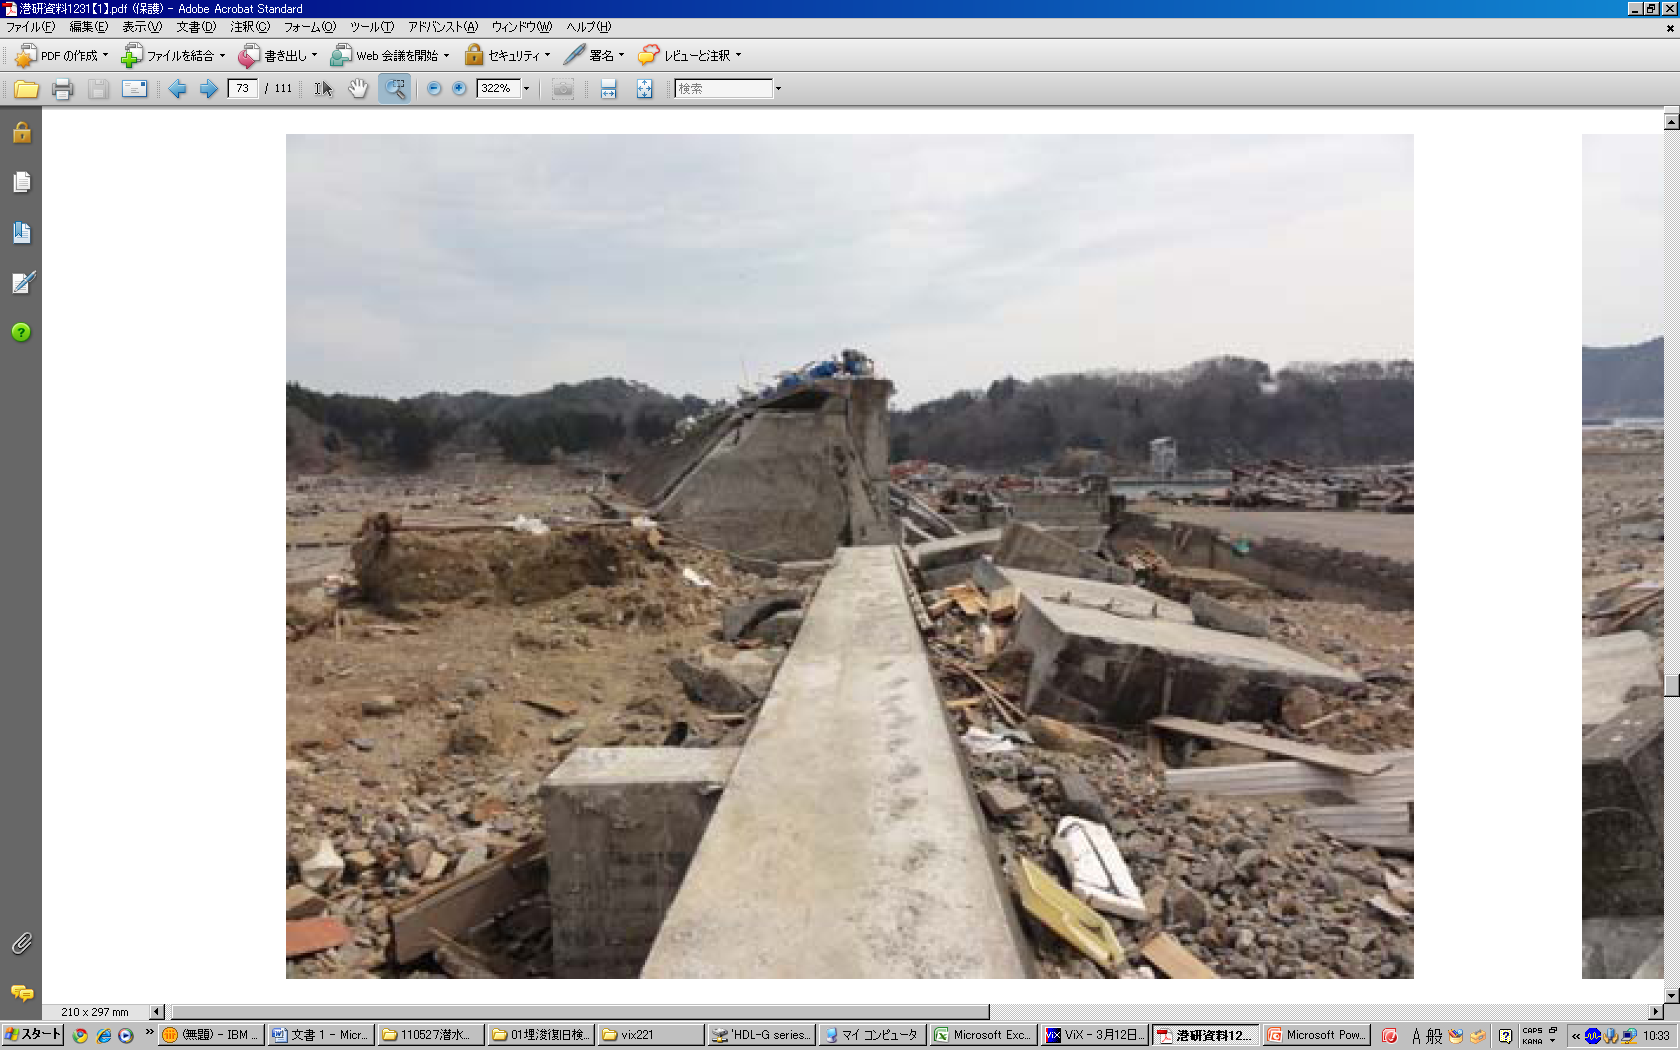 港研資料1231【1】.pdf (保護) - Adobe Acrobat Standard
ファイル(F) 編集(E) 表示(V) 文書(D) 注釈(C) フォーム(O) ツール(T) アドバンスト(A) ウィンドウ(W) ヘルプ(H)
PDF の作成 ファイルを結合 書き出し Web 会議を開始 セキュリティ 署名 レビューと注釈
73 / 111 322% 検索
210 x 297 mm
スタート (無題) - IBM ... 文書 1 - Micr... 110527潜水... 01埋浚復旧検... vix221 'HDL-G series... マイ コンピュータ Microsoft Exc... ViX - 3月12日... 港研資料12... Microsoft Pow... A 般 CAPS KANA « 10:33